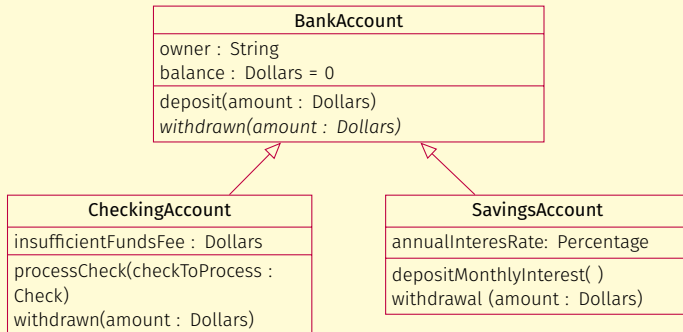 BankAccount
owner : String
balance : Dollars = 0
deposit(amount : Dollars)
withdrawn(amount : Dollars)
CheckingAccount
insufficientFundsFee : Dollars
processCheck(checkToProcess :
Check)
withdrawn(amount : Dollars)
SavingsAccount
annualInteresRate: Percentage
depositMonthlyInterest( )
withdrawal (amount : Dollars)